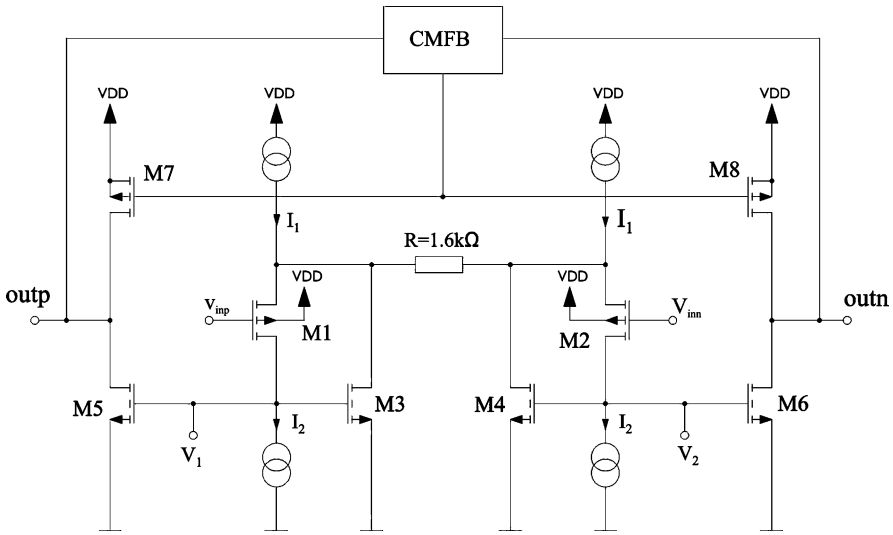 CMFB
VDD VDD VDD VDD
M7 M8
I1 I1
R=1.6kΩ
VDD VDD
outp outn
Vinp Vinn
M1 M2
M5 M3 M4 M6
I2 I2
V1 V2